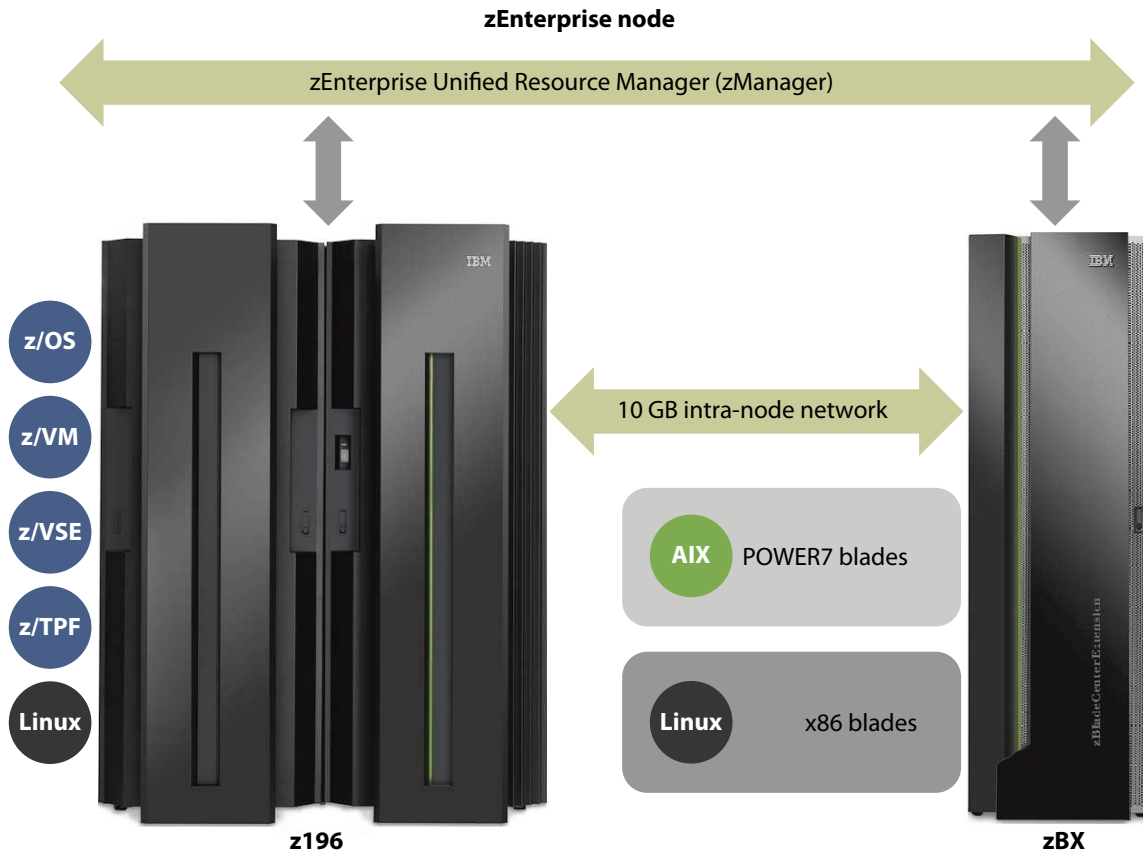 zEnterprise node
zEnterprise Unified Resource Manager (zManager)
IBM
IBM
z/OS
z/VM
z/VSE
z/TPF
Linux
10 GB intra-node network
AIX POWER7 blades
Linux x86 blades
zBladeCenterExtension
z196
zBX